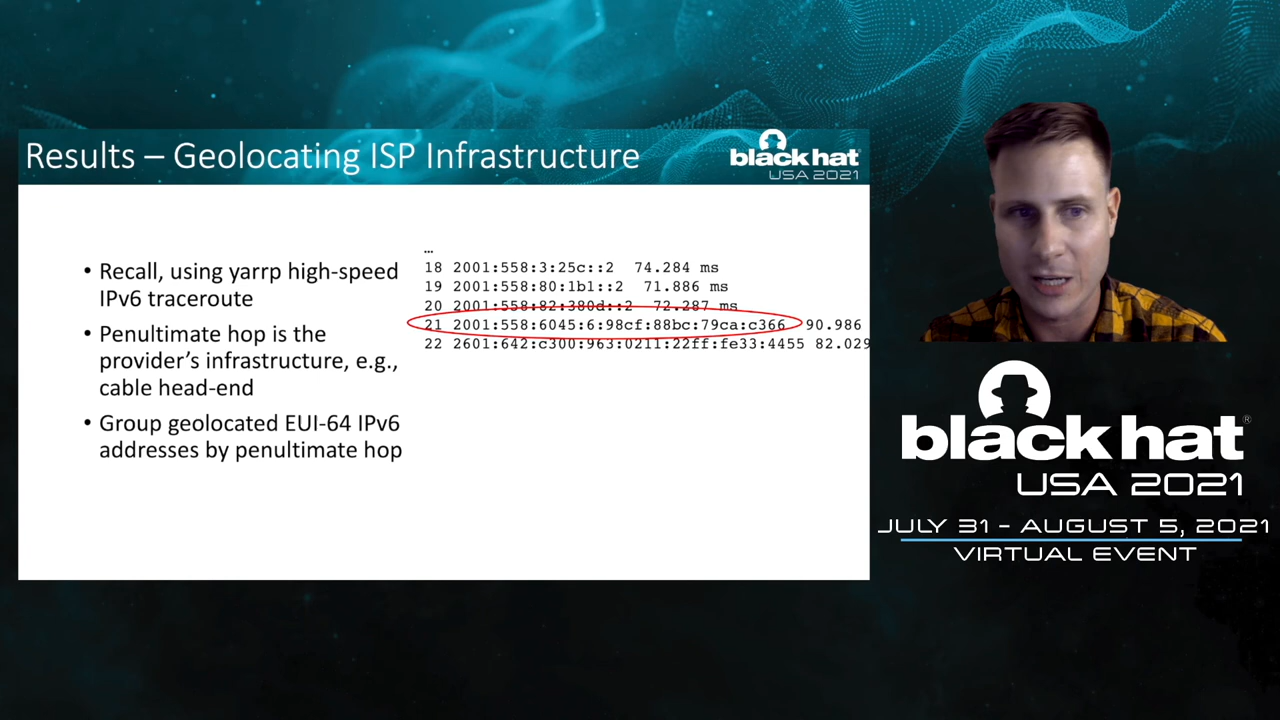 Results – Geolocating ISP Infrastructure
black hat®
USA 2021
• Recall, using yarrp high-speed
IPv6 traceroute
• Penultimate hop is the
provider's infrastructure, e.g.,
cable head-end
• Group geolocated EUI-64 IPv6
addresses by penultimate hop
…
18 2001:558:3:25c::2 74.284 ms
19 2001:558:80:1b1::2 71.886 ms
20 2001:558:82:380d::2 72.287 ms
21 2001:558:6045:6:98cf:88bc:79ca:c366 90.986
22 2601:642:c300:963:0211:22ff:fe33:4455 82.029
black hat®
USA 2021
JULY 31 – AUGUST 5, 2021
VIRTUAL EVENT